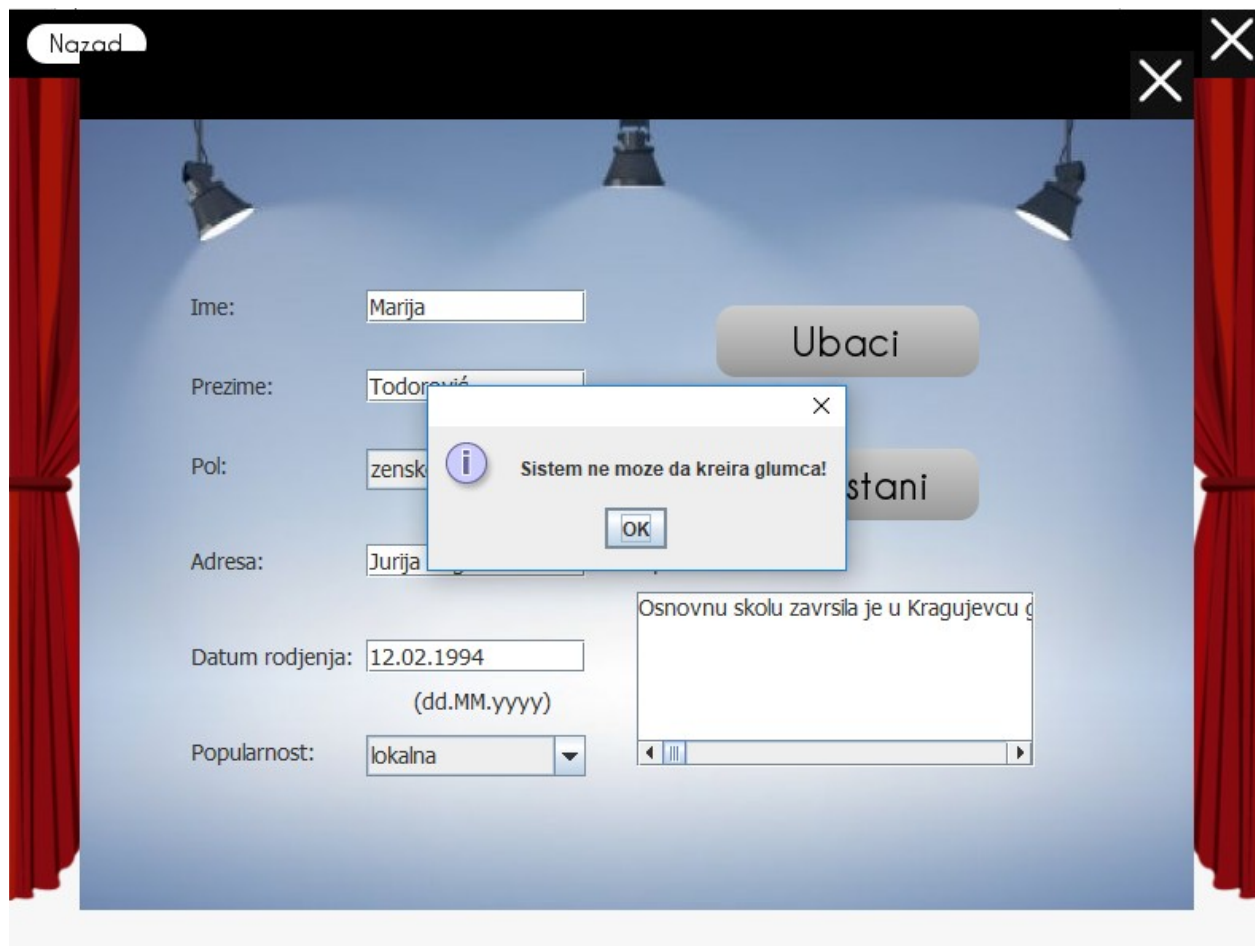 Nazad
Ime:
Marija
Ubaci
Prezime:
Sistem ne moze da kreira glumca!
OK
Pol:
Adresa:
Jurija
Osnovnu skolu zavrsila je u Kragujevcu
Datum rodjenja:
12.02.1994
(dd.MM.yyyy)
Popularnost:
lokalna